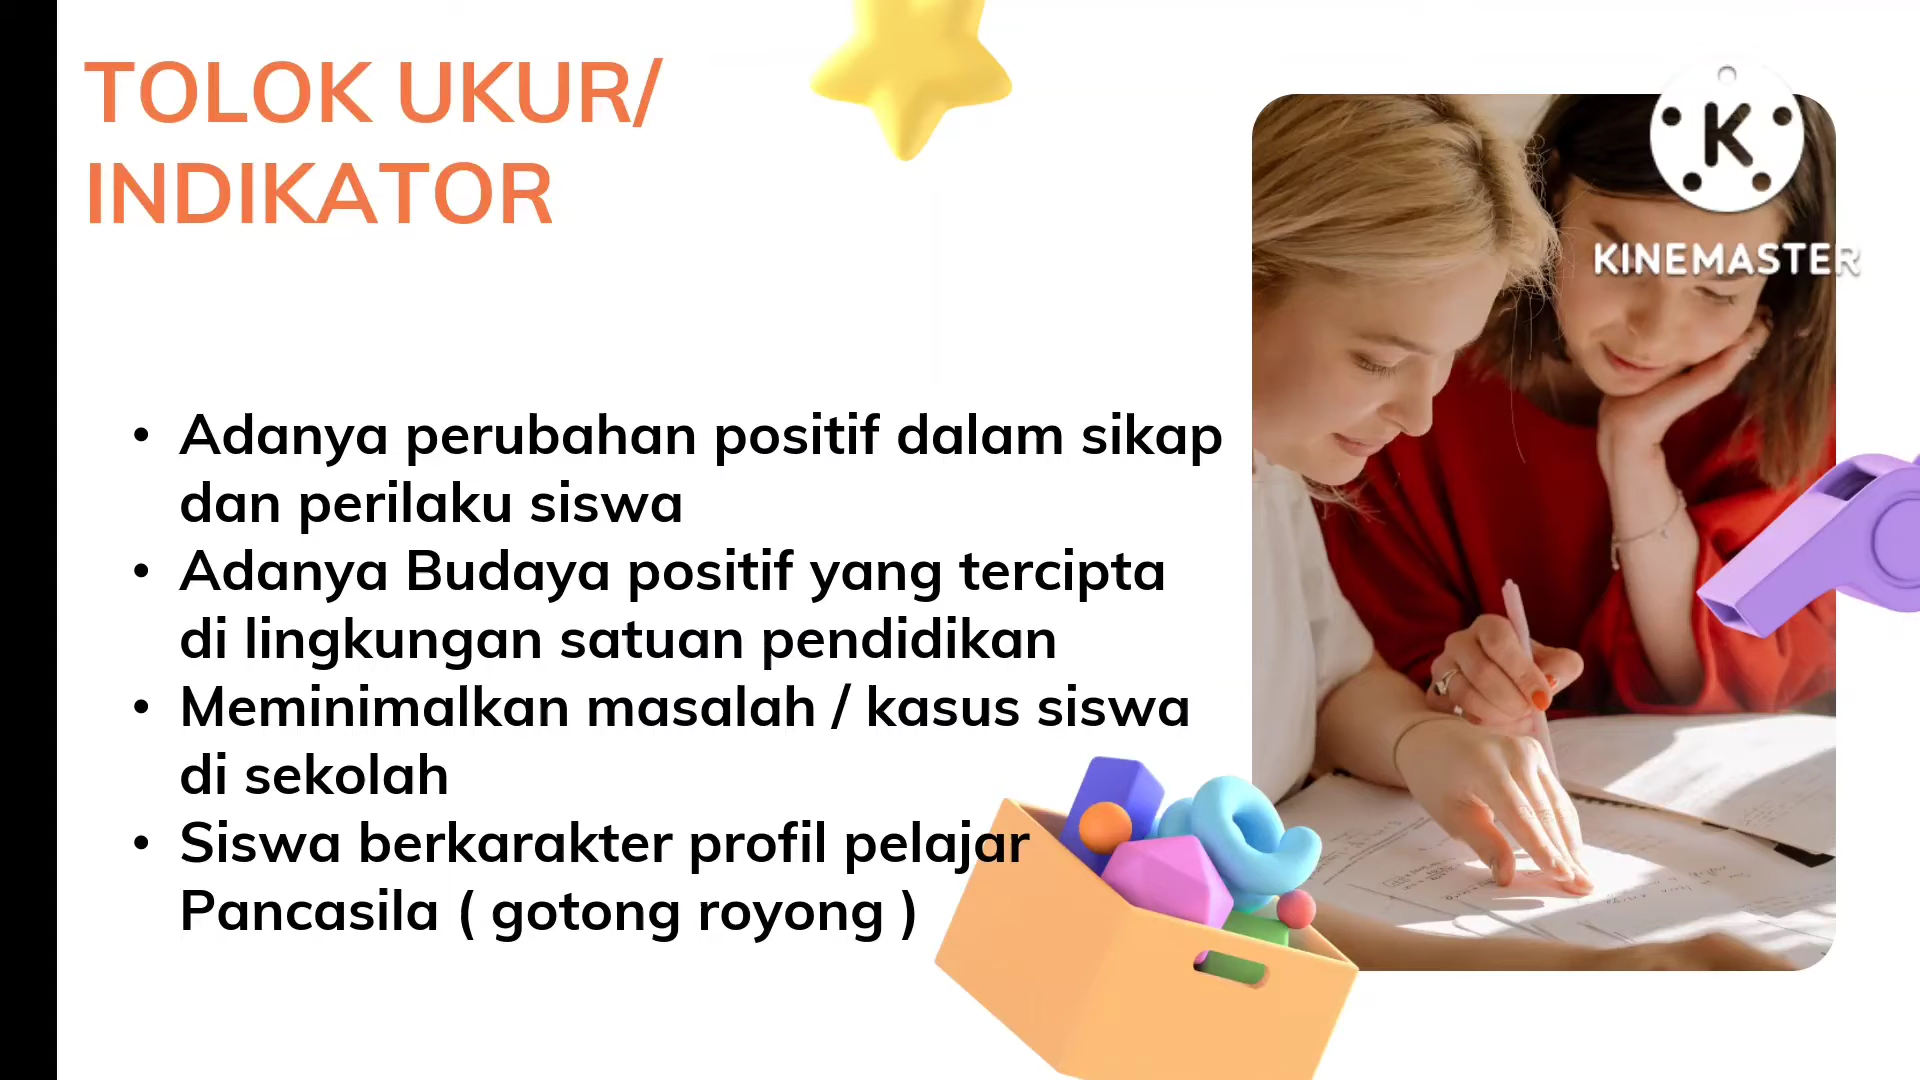 TOLOK UKUR/
INDIKATOR
K
KINEMASTER
• Adanya perubahan positif dalam sikap
dan perilaku siswa
• Adanya Budaya positif yang tercipta
di lingkungan satuan pendidikan
• Meminimalkan masalah / kasus siswa
di sekolah
• Siswa berkarakter profil pelajar
Pancasila ( gotong royong )